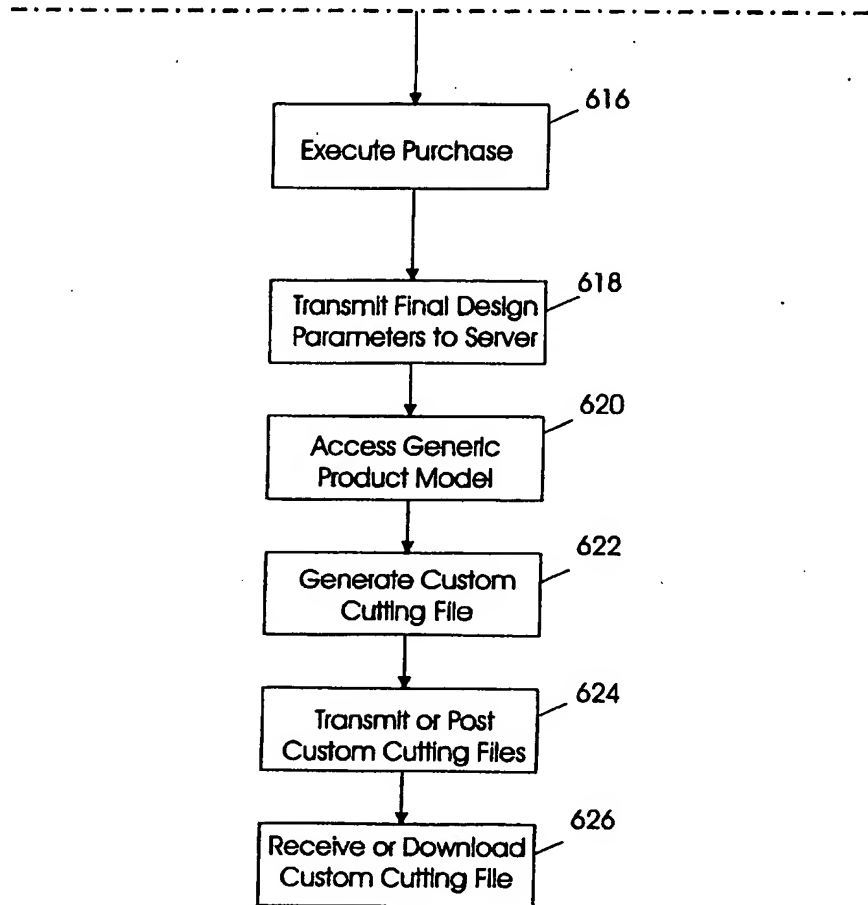 616
Execute Purchase
618
Transmit Final Design
Parameters to Server
620
Access Generic
Product Model
622
Generate Custom
Cutting File
624
Transmit or Post
Custom Cutting Files
626
Receive or Download
Custom Cutting File